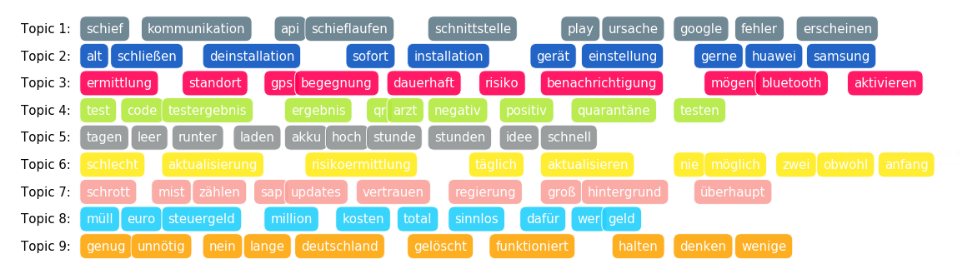 Topic 1: schief kommunikation api schieflaufen schnittstelle play ursache google fehler erscheinen
Topic 2: alt schließen deinstallation sofort installation gerät einstellung gerne huawei samsung
Topic 3: ermittlung standort gps begegnung dauerhaft risiko benachrichtigung mögen bluetooth aktivieren
Topic 4: test code testergebnis ergebnis qr arzt negativ positiv quarantäne testen
Topic 5: tagen leer runter laden akku hoch stunde stunden idee schnell
Topic 6: schlecht aktualisierung risikoermittlung täglich aktualisieren nie möglich zwei obwohl anfang
Topic 7: schrott mist zählen sap updates vertrauen regierung groß hintergrund überhaupt
Topic 8: müll euro steuergeld million kosten total sinnlos dafür wer geld
Topic 9: genug unnötig nein lange deutschland gelöscht funktioniert halten denken wenige